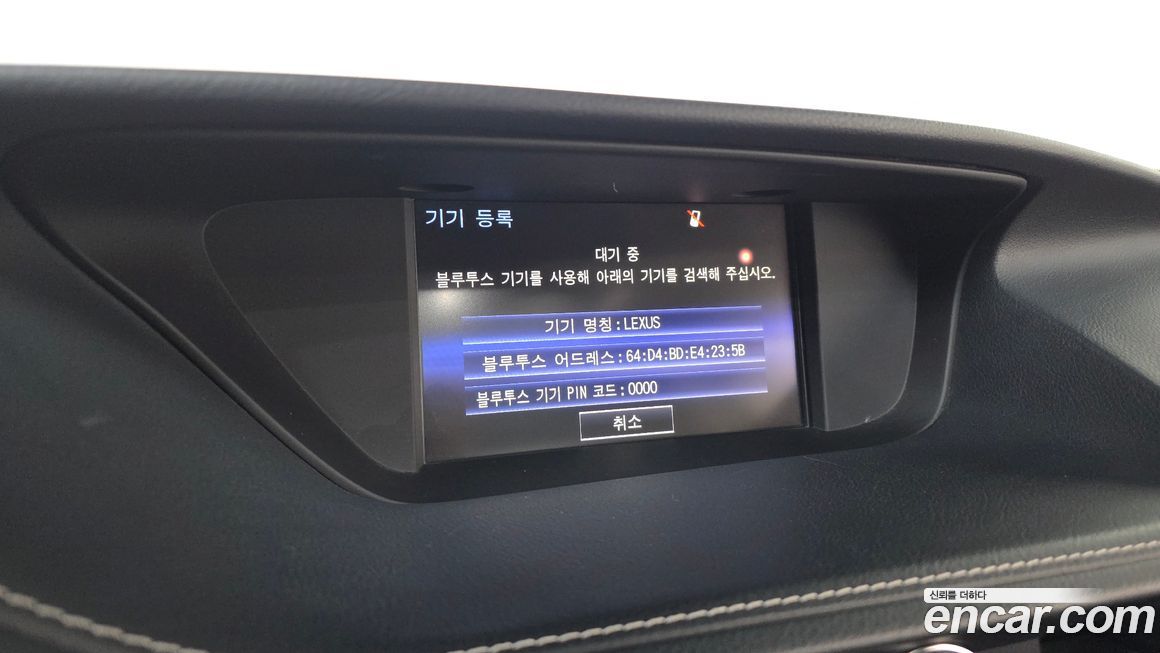 기기 등록
대기 중
블루투스 기기를 사용해 아래의 기기를 검색해 주십시오.
기기 명칭:LEXUS
블루투스 어드레스:64:D4:BD:E4:23:5B
블루투스 기기 PIN 코드:0000
취소
신뢰를 더하다
encar.com